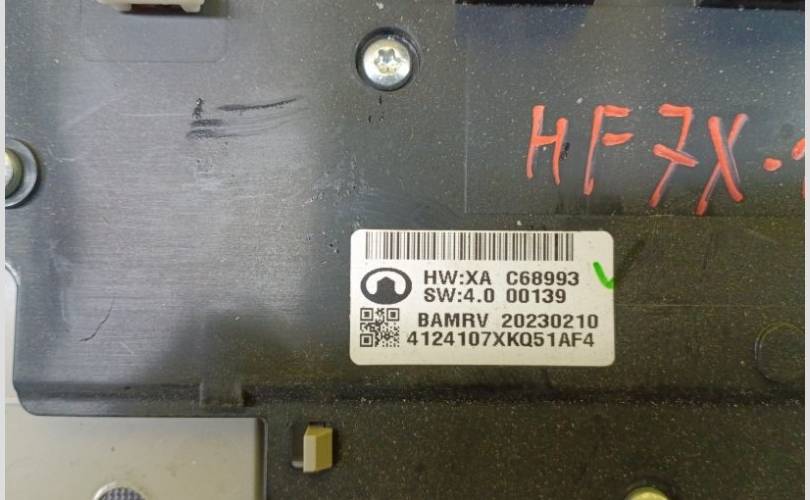 HF7X.
HW:XA C68993
SW:4.0 00139
BAMRV 20230210
4124107XKQ51AF4